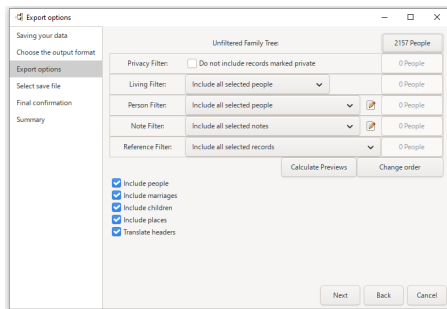 Export options
Saving your data
Choose the output format
Export options
Select save file
Final confirmation
Summary
Unfiltered Family Tree: 2157 People
Privacy Filter: Do not include records marked private 0 People
Living Filter: Include all selected people
Person Filter: Include all selected people 0 People
Note Filter: Include all selected notes 0 People
Reference Filter: Include all selected records 0 People
Calculate Previews Change order
Include people
Include marriages
Include children
Include places
Translate headers
Next Back Cancel